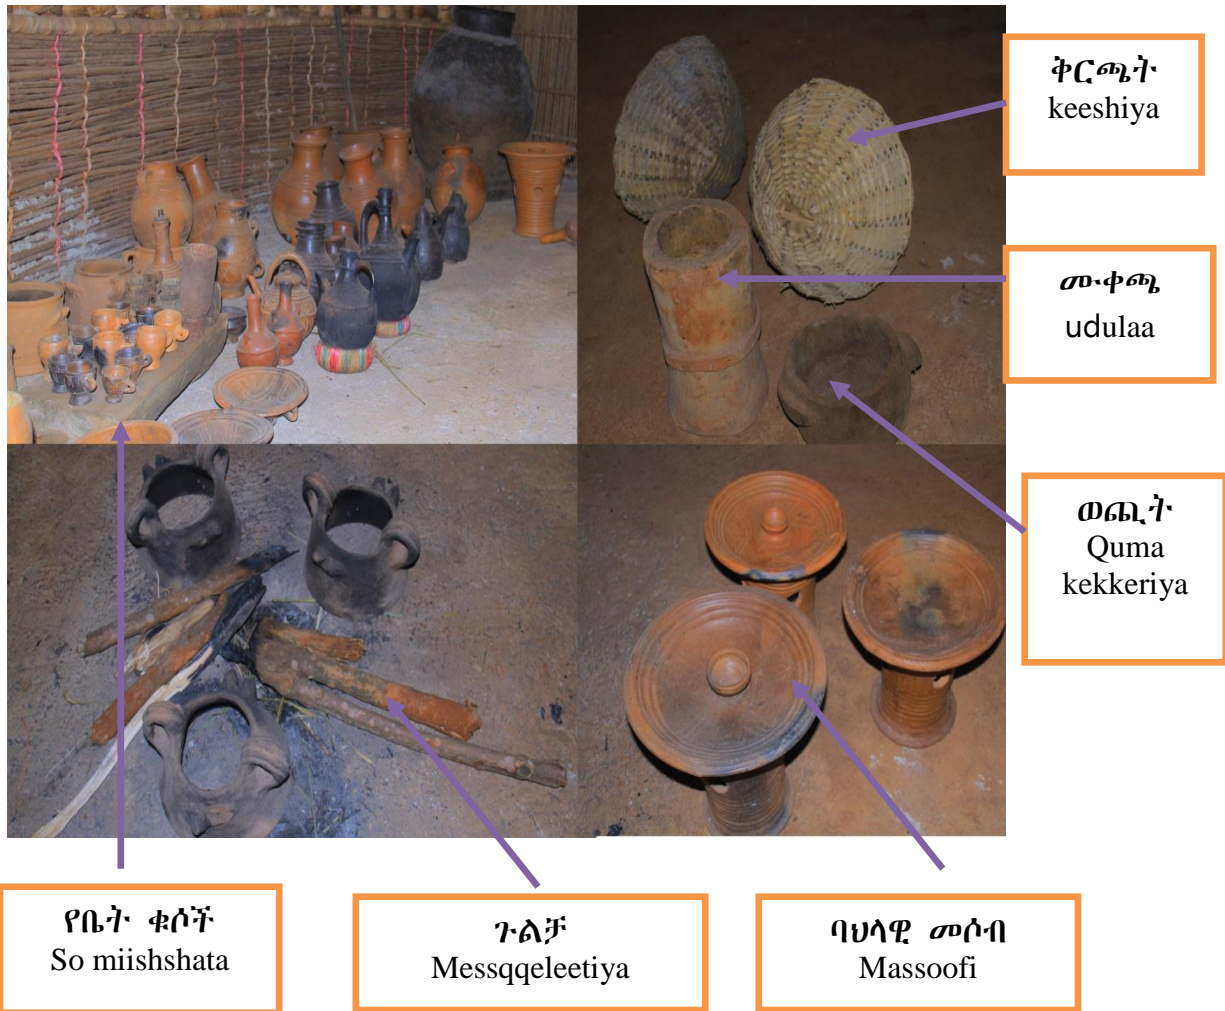 ቅርጫት
keeshiya
ሙቀጫ
udulaa
ወጪት
Quma
kekkeriya
የቤት ቁሶች
So miishshata
ጉልቻ
Messqqeleetiya
ባህላዊ መሶብ
Massoofi